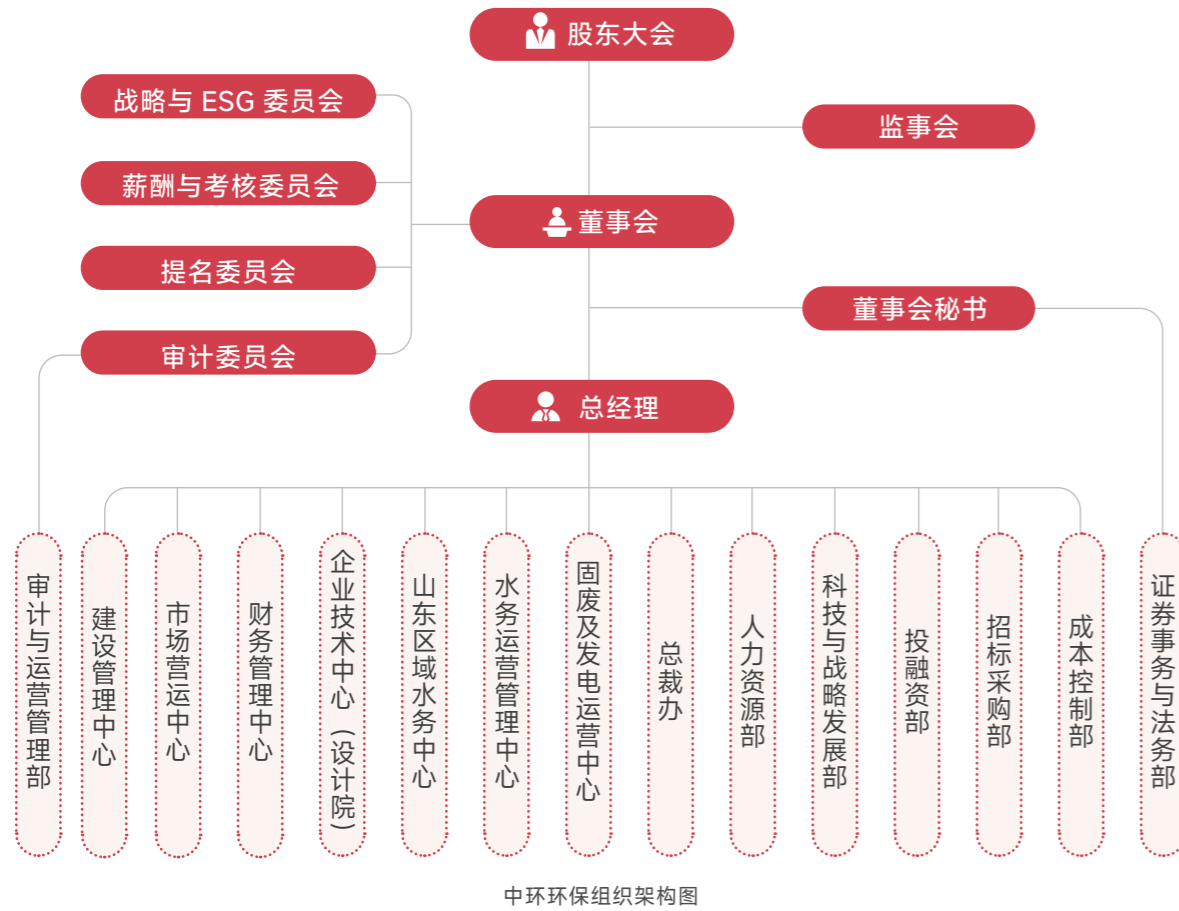 股东大会
战略与 ESG 委员会
监事会
薪酬与考核委员会
董事会
提名委员会
董事会秘书
审计委员会
总经理
审计与运营管理部
建设管理中心
市场营运中心
财务管理中心
企业技术中心（设计院）
山东区域水务中心
水务运营管理中心
固废及发电运营中心
总裁办
人力资源部
科技与战略发展部
投融资部
招标采购部
成本控制部
证券事务与法务部
中环环保组织架构图